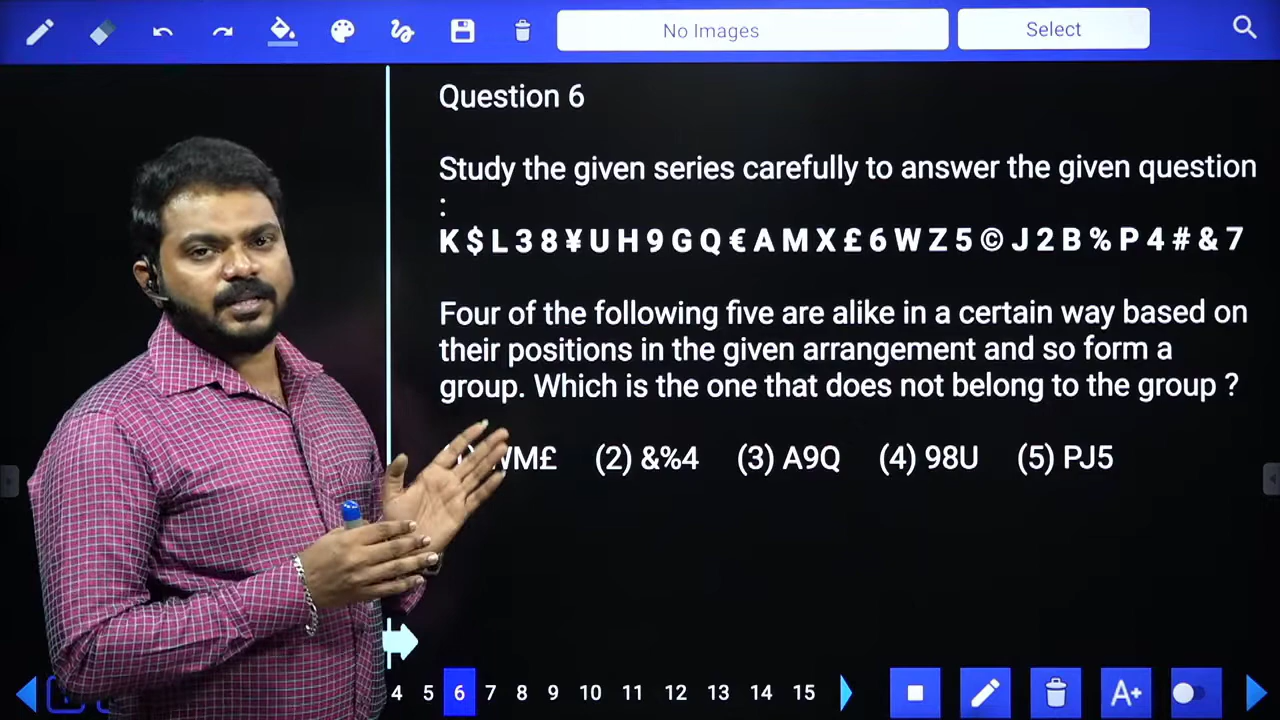 No Images
Select
Question 6
Study the given series carefully to answer the given question
:
K $ L 3 8 ¥ U H 9 G Q € A M X £ 6 W Z 5 © J 2 B % P 4 # & 7
Four of the following five are alike in a certain way based on
their positions in the given arrangement and so form a
group. Which is the one that does not belong to the group ?
WM£ (2) &%4 (3) A9Q (4) 98U (5) PJ5
4 5 6 7 8 9 10 11 12 13 14 15
A+